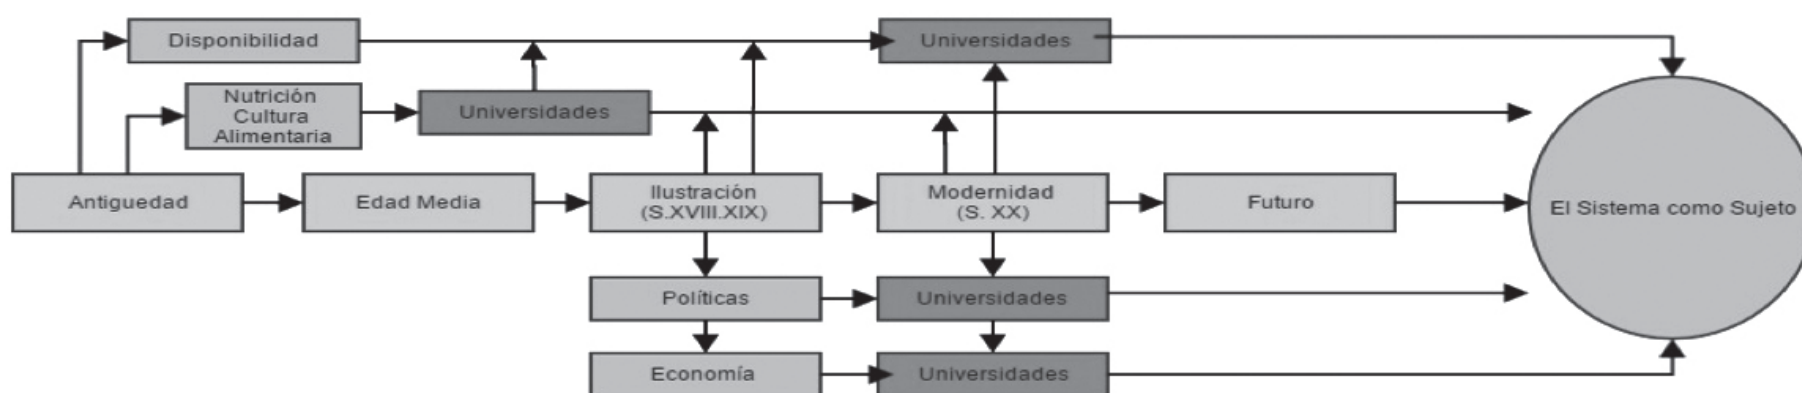 Disponibilidad
Universidades
Nutrición
Cultura
Alimentaria
Universidades
Antiguedad
Edad Media
Ilustración
(S.XVIII.XIX)
Modernidad
(S. XX)
Futuro
El Sistema como Sujeto
Políticas
Universidades
Economía
Universidades